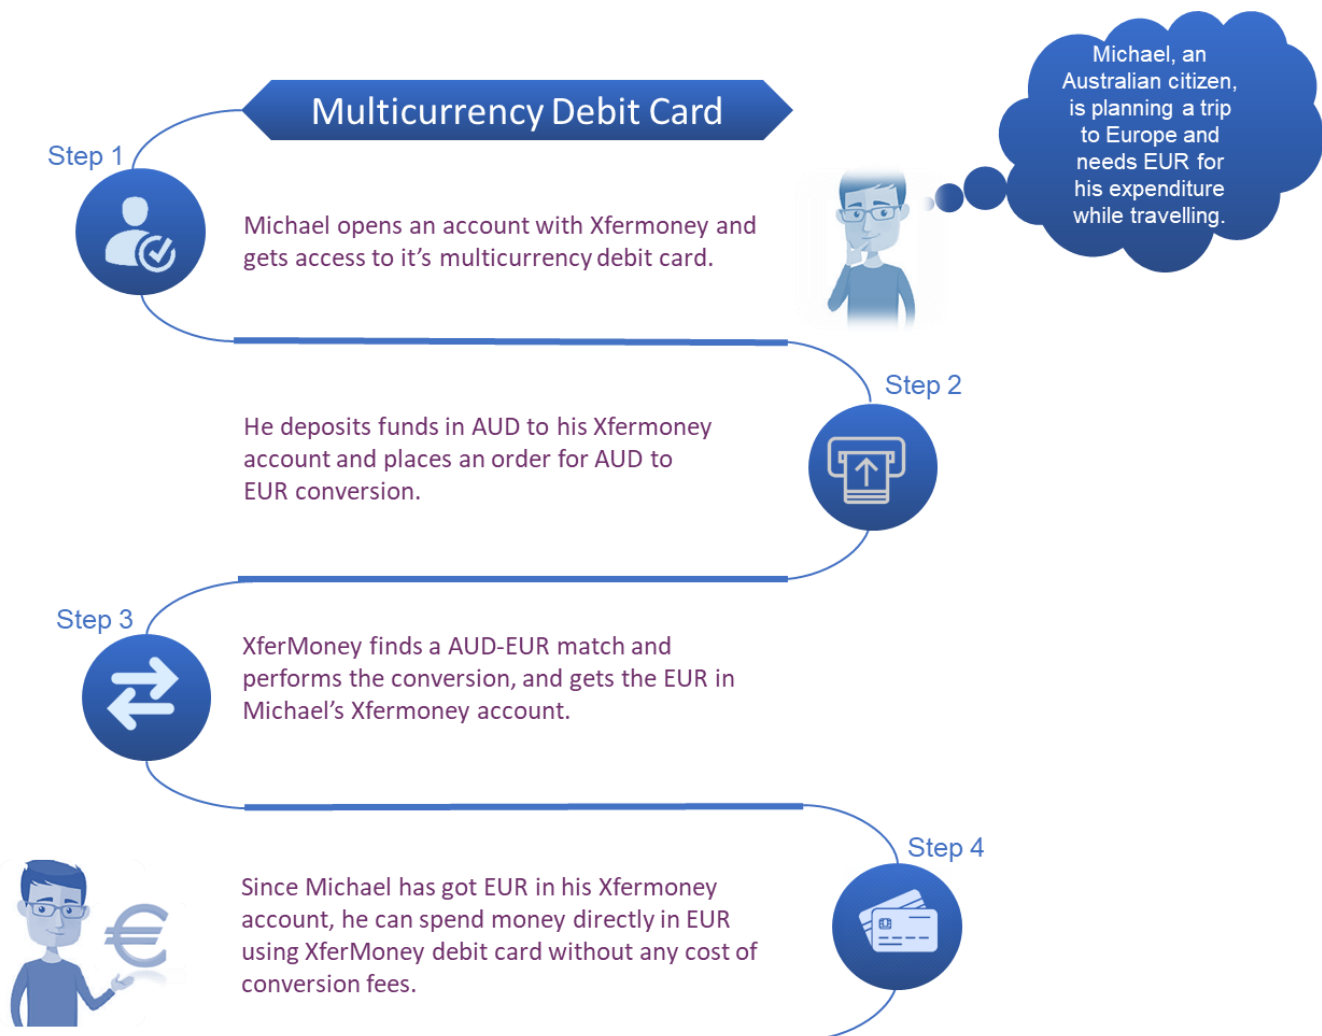 Multicurrency Debit Card
Michael, an
Australian citizen,
is planning a trip
to Europe and
needs EUR for
his expenditure
while travelling.
Step 1
Michael opens an account with Xfermoney and
gets access to it’s multicurrency debit card.
Step 2
He deposits funds in AUD to his Xfermoney
account and places an order for AUD to
EUR conversion.
Step 3
XferMoney finds a AUD-EUR match and
performs the conversion, and gets the EUR in
Michael’s Xfermoney account.
Step 4
Since Michael has got EUR in his Xfermoney
account, he can spend money directly in EUR
using XferMoney debit card without any cost of
conversion fees.
€